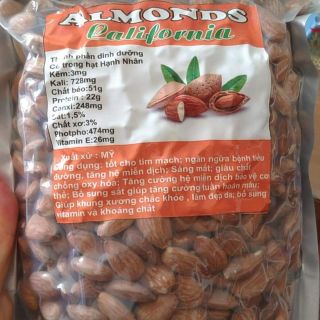 ALMONDS
California
Thành phần dinh dưỡng
Có trong hạt Hạnh Nhân
Kẽm:3mg
Kali: 728mg
Chất béo:51g
Protein : 22g
Canxi:248mg
Sắt:1,5%
Chất xơ:3%
Photpho:474mg
Vitamin E:26mg
Xuất xứ : MỸ
Công dụng: tốt cho tim mạch; ngăn ngừa bệnh tiểu
đường, tăng hệ miễn dịch; Sáng mắt; giàu chất
chống oxy hóa; Tăng cường hệ miễn dịch bảo vệ cơ
thể; Bổ sung sắt giúp tăng cường tuần hoàn máu;
Giúp khung xương chắc khỏe , làm đẹp da; bổ sung
vitamin và khoáng chất